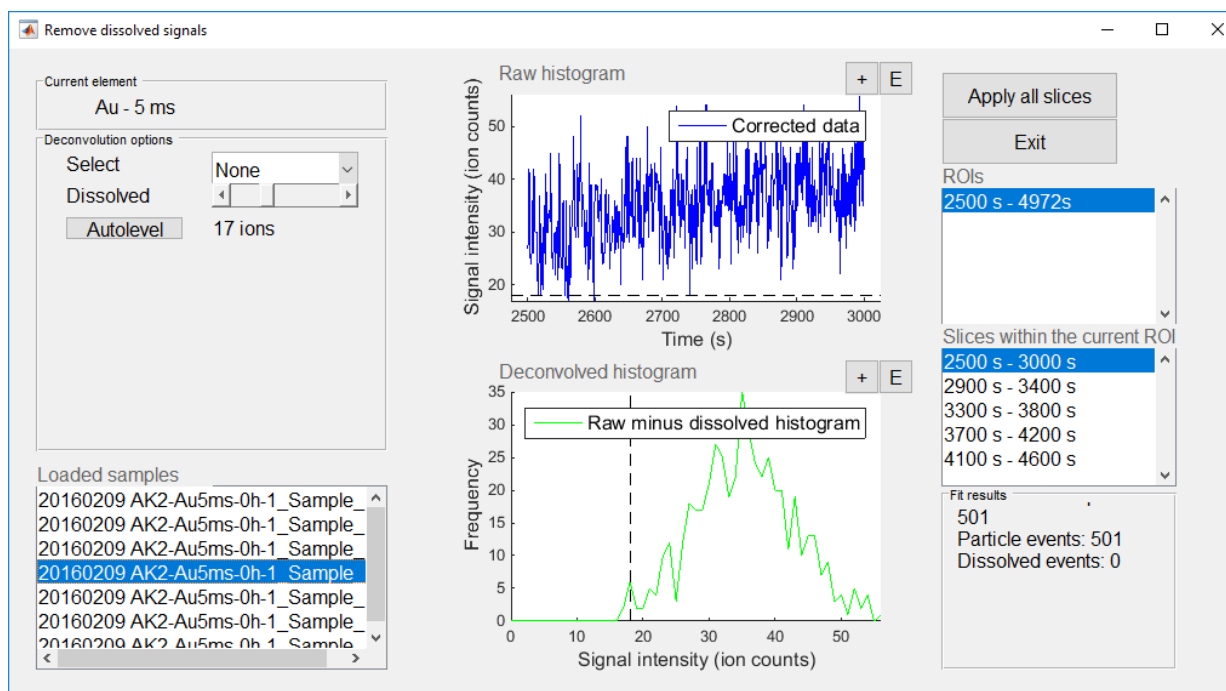 Remove dissolved signals
Current element
Au - 5 ms
Deconvolution options
Select
None
Dissolved
Autolevel
17 ions
Loaded samples
20160209 AK2-Au5ms-0h-1_Sample_
20160209 AK2-Au5ms-0h-1_Sample_
20160209 AK2-Au5ms-0h-1_Sample_
20160209 AK2-Au5ms-0h-1_Sample_
20160209 AK2-Au5ms-0h-1_Sample_
20160209 AK2-Au5ms-0h-1_Sample_
20160209 AK2-Au5ms-0h-1_Sample_
Raw histogram
+ E
Signal intensity (ion counts)
50
40
30
20
Corrected data
2500 2600 2700 2800 2900 3000
Time (s)
Deconvolved histogram
+ E
Frequency
35
30
25
20
15
10
5
0
Raw minus dissolved histogram
0 10 20 30 40 50
Signal intensity (ion counts)
Apply all slices
Exit
ROIs
2500 s - 4972s
Slices within the current ROI
2500 s - 3000 s
2900 s - 3400 s
3300 s - 3800 s
3700 s - 4200 s
4100 s - 4600 s
Fit results
501
Particle events: 501
Dissolved events: 0